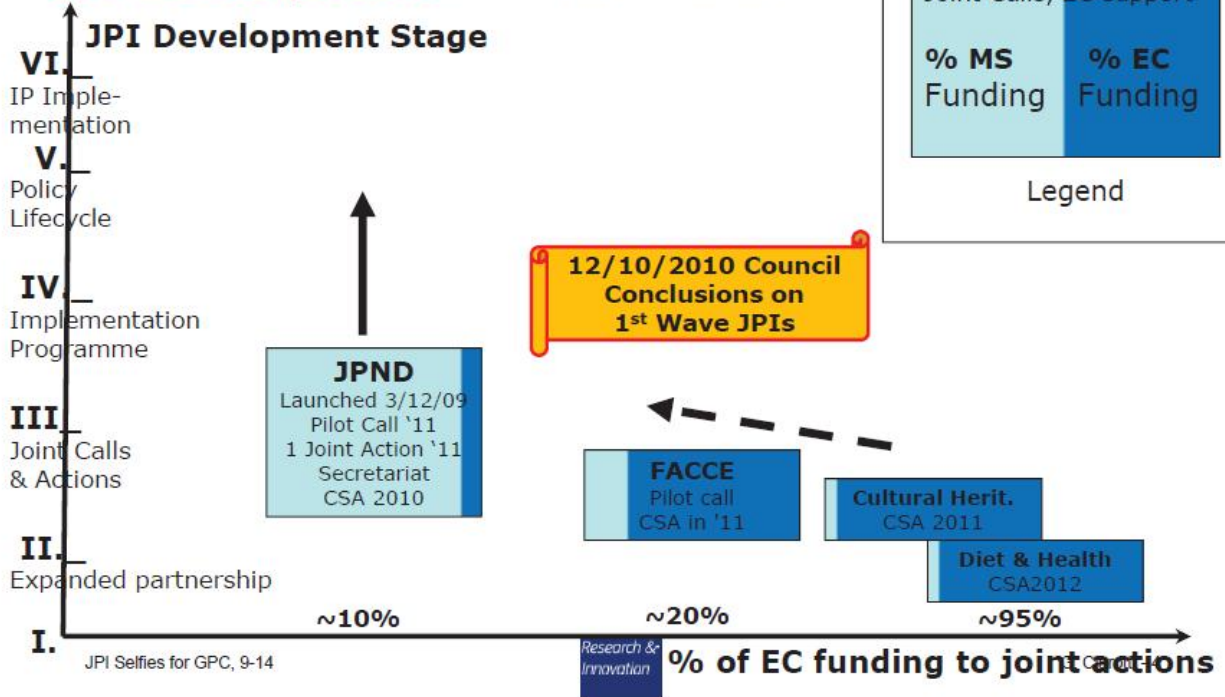 JPI Development Stage
Joint Calls, EC support
% MS
Funding
% EC
Funding
Legend
VI.
IP Imple-
mentation
V.
Policy
Lifecycle
12/10/2010 Council
Conclusions on
1st Wave JPIs
IV.
Implementation
Programme
JPND
Launched 3/12/09
Pilot Call ‘11
1 Joint Action ‘11
Secretariat
CSA 2010
III.
Joint Calls
& Actions
FACCE
Pilot call
CSA in '11
Cultural Herit.
CSA 2011
II.
Expanded partnership
Diet & Health
CSA2012
~10%
~20%
~95%
I.
JPI Selfies for GPC, 9-14
Research &
Innovation
% of EC funding to joint actions